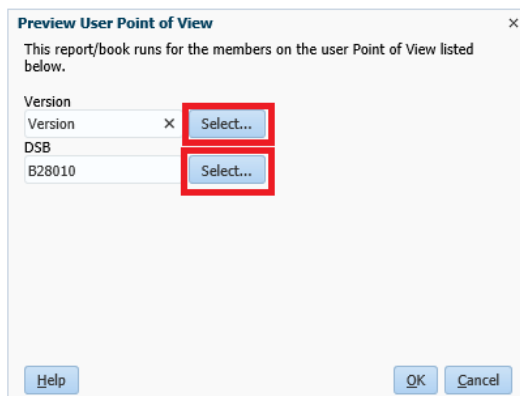 Preview User Point of View ×
This report/book runs for the members on the user Point of View listed
below.
Version
Version × Select...
DSB
B28010 Select...
Help OK Cancel